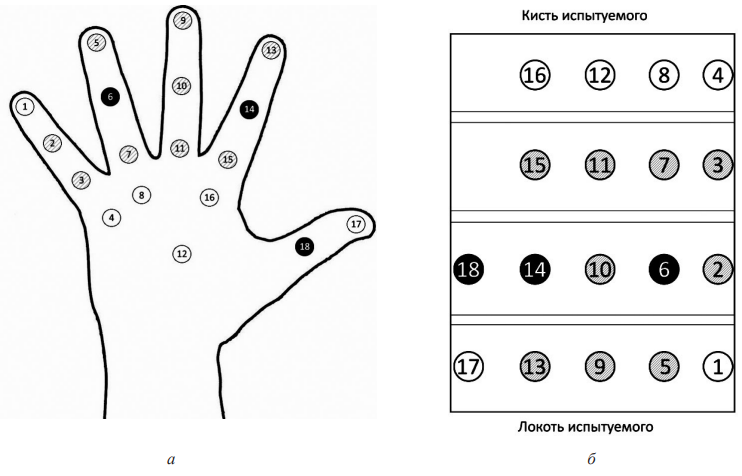 Кисть испытуемого
9
5
13
10
6
14
1
2
7
11
15
3
8
16
4
17
12
18
16 12 8 4
15 11 7 3
18 14 10 6 2
17 13 9 5 1
Локоть испытуемого
а
б